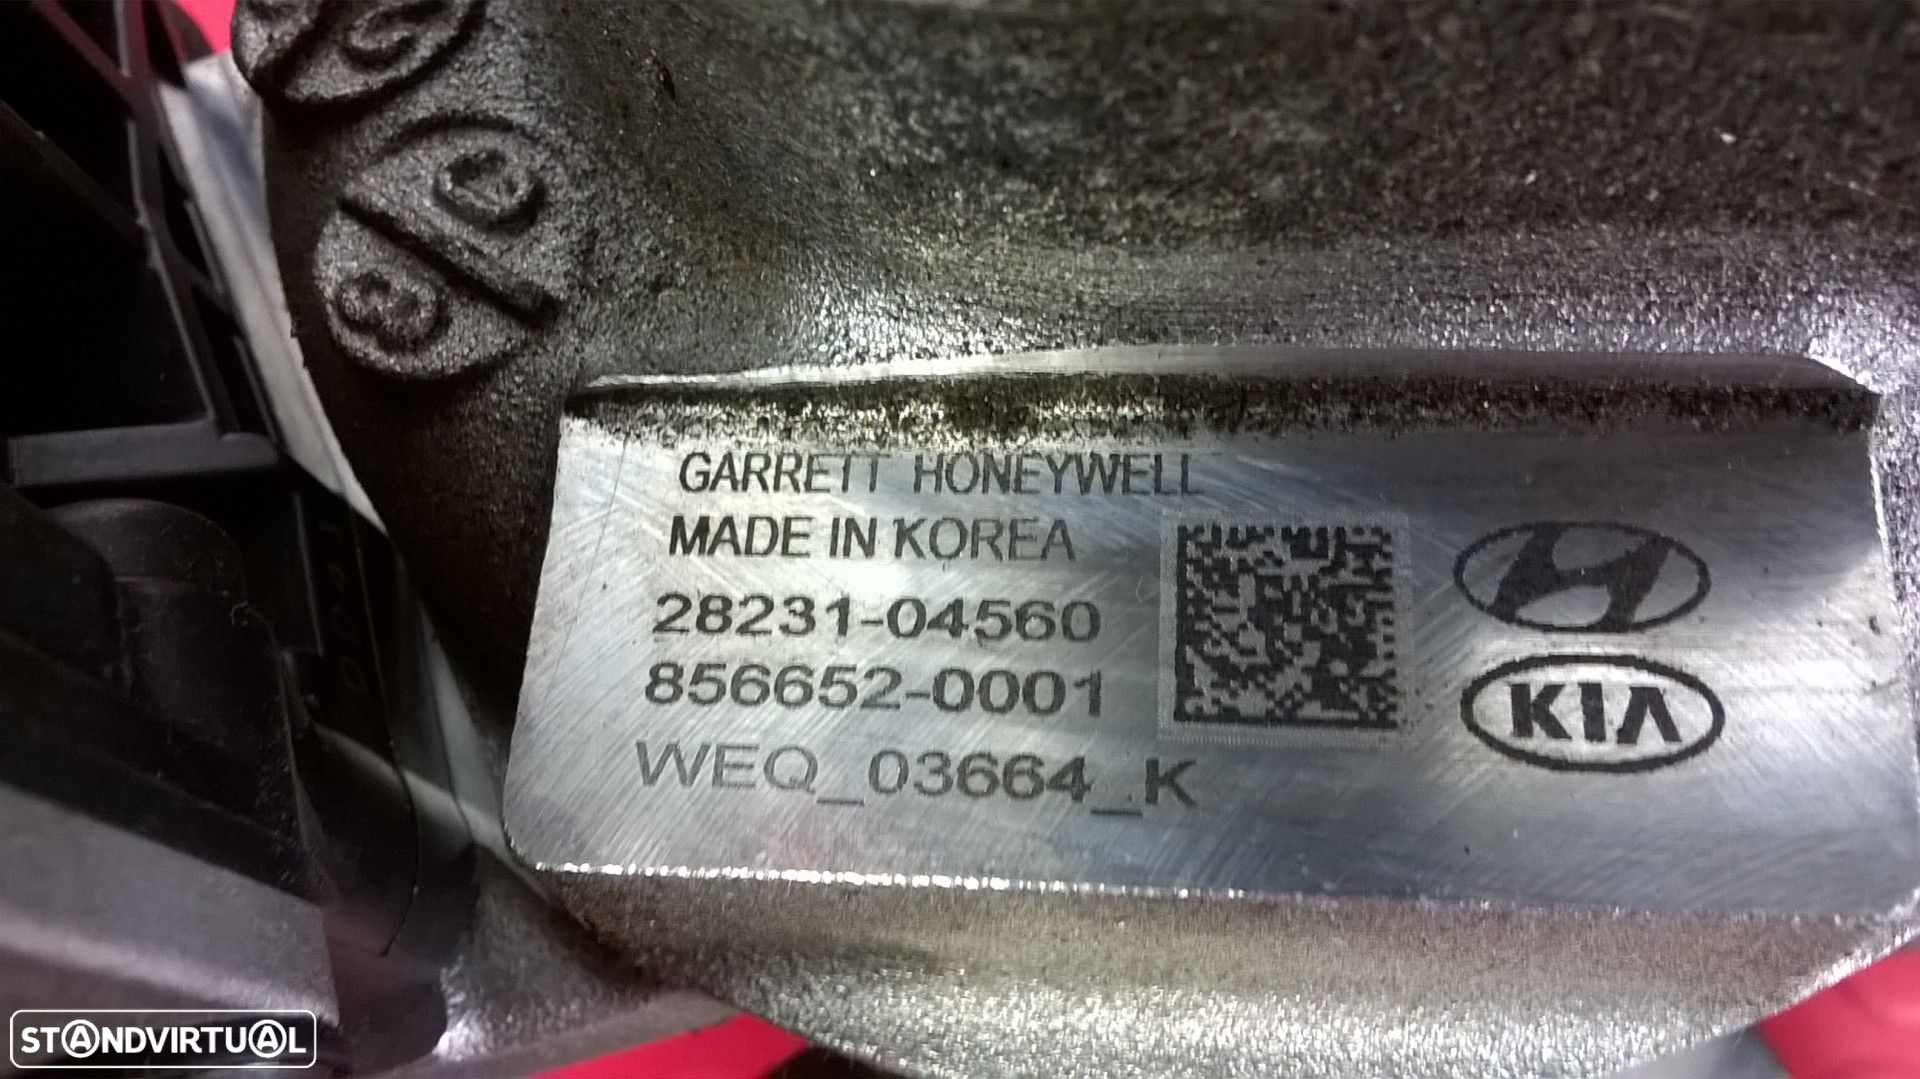 GARRETT HONEYWELL
MADE IN KOREA
28231-04560
856652-0001
WEQ_03664_K
KIA
STANDVIRTUAL